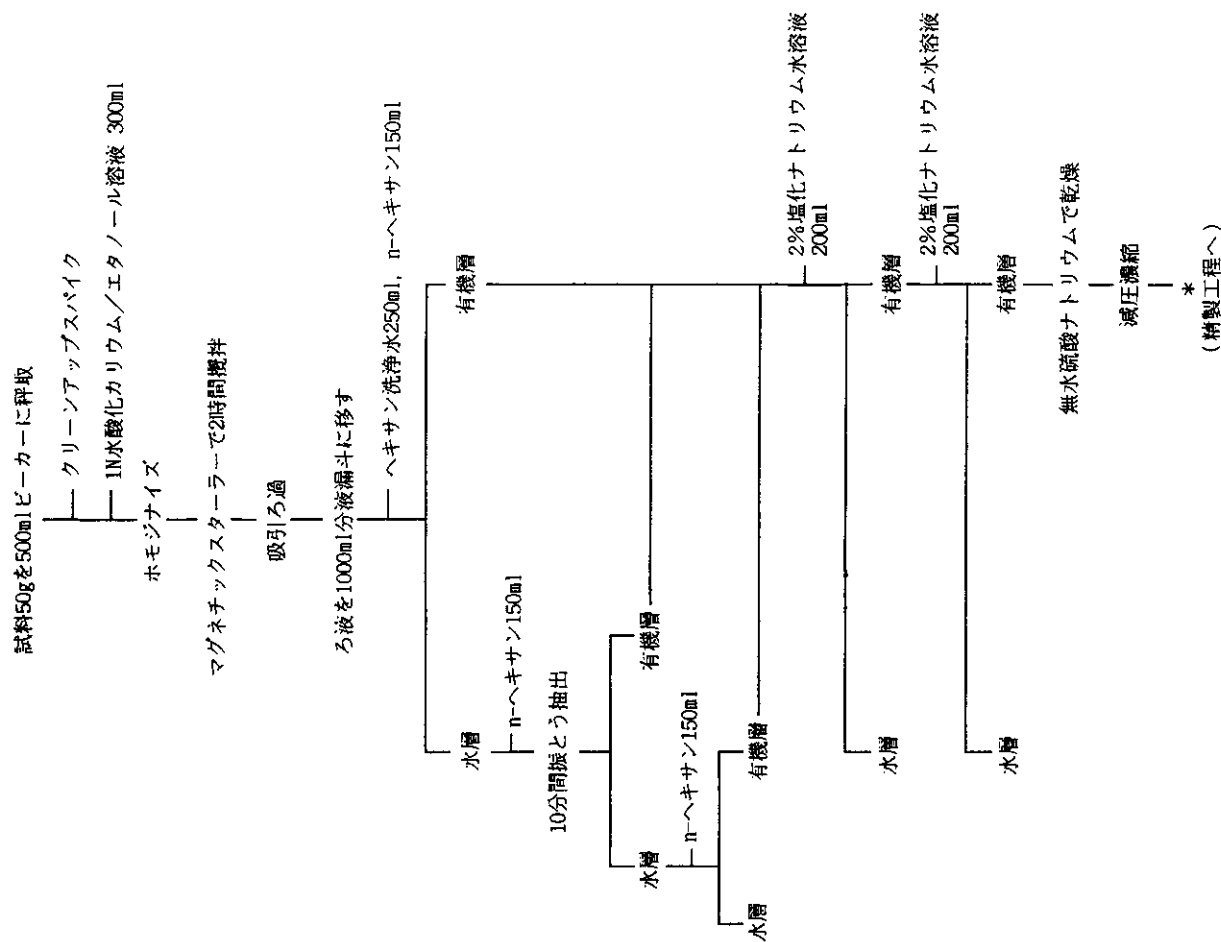 試料50gを500mlビーカーに秤取
クリーンアップスパイク
1N水酸化カリウム/エタノール溶液 300ml
ホモジナイズ
マグネチックスターラーで2時間攪拌
吸引ろ過
ろ液を1000ml分液漏斗に移す
ヘキサン洗浄水250ml, n-ヘキサン150ml
水層
有機層
n-ヘキサン150ml
10分間振とう抽出
水層
有機層
n-ヘキサン150ml
水層
有機層
2%塩化ナトリウム水溶液
200ml
水層
有機層
2%塩化ナトリウム水溶液
200ml
水層
有機層
無水硫酸ナトリウムで乾燥
減圧濃縮
*
(精製工程へ)